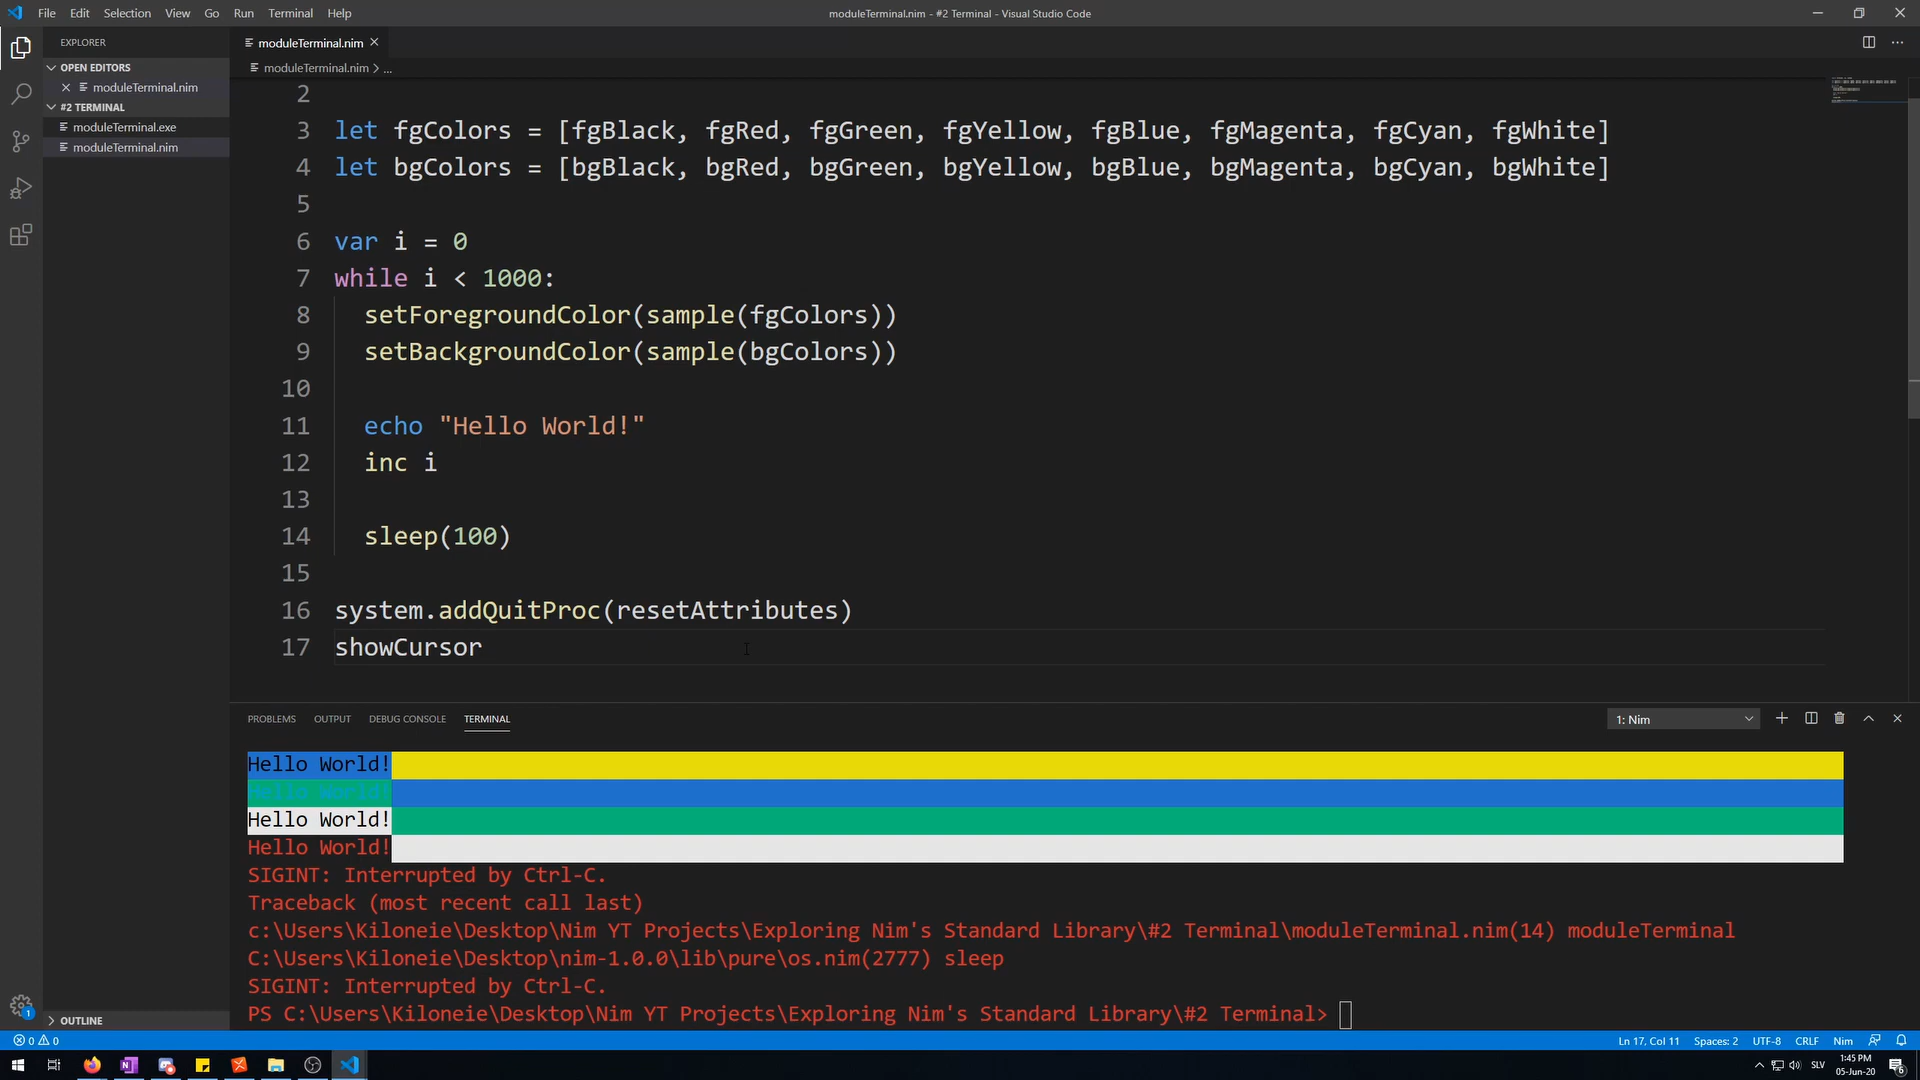 File Edit Selection View Go Run Terminal Help
moduleTerminal.nim - #2 Terminal - Visual Studio Code
EXPLORER
OPEN EDITORS
moduleTerminal.nim
#2 TERMINAL
moduleTerminal.exe
moduleTerminal.nim
OUTLINE
moduleTerminal.nim
moduleTerminal.nim > ...
2
3 let fgColors = [fgBlack, fgRed, fgGreen, fgYellow, fgBlue, fgMagenta, fgCyan, fgWhite]
4 let bgColors = [bgBlack, bgRed, bgGreen, bgYellow, bgBlue, bgMagenta, bgCyan, bgWhite]
5
6 var i = 0
7 while i < 1000:
8 setForegroundColor(sample(fgColors))
9 setBackgroundColor(sample(bgColors))
10
11 echo "Hello World!"
12 inc i
13
14 sleep(100)
15
16 system.addQuitProc(resetAttributes)
17 showCursor
PROBLEMS OUTPUT DEBUG CONSOLE TERMINAL
1: Nim
Hello World!
Hello World!
Hello World!
Hello World!
SIGINT: Interrupted by Ctrl-C.
Traceback (most recent call last)
c:\Users\Kiloneie\Desktop\Nim YT Projects\Exploring Nim's Standard Library\#2 Terminal\moduleTerminal.nim(14) moduleTerminal
C:\Users\Kiloneie\Desktop\nim-1.0.0\lib\pure\os.nim(2777) sleep
SIGINT: Interrupted by Ctrl-C.
PS C:\Users\Kiloneie\Desktop\Nim YT Projects\Exploring Nim's Standard Library\#2 Terminal>
1
0 0
Ln 17, Col 11 Spaces: 2 UTF-8 CRLF Nim
SLV
1:45 PM
05-Jun-20
6